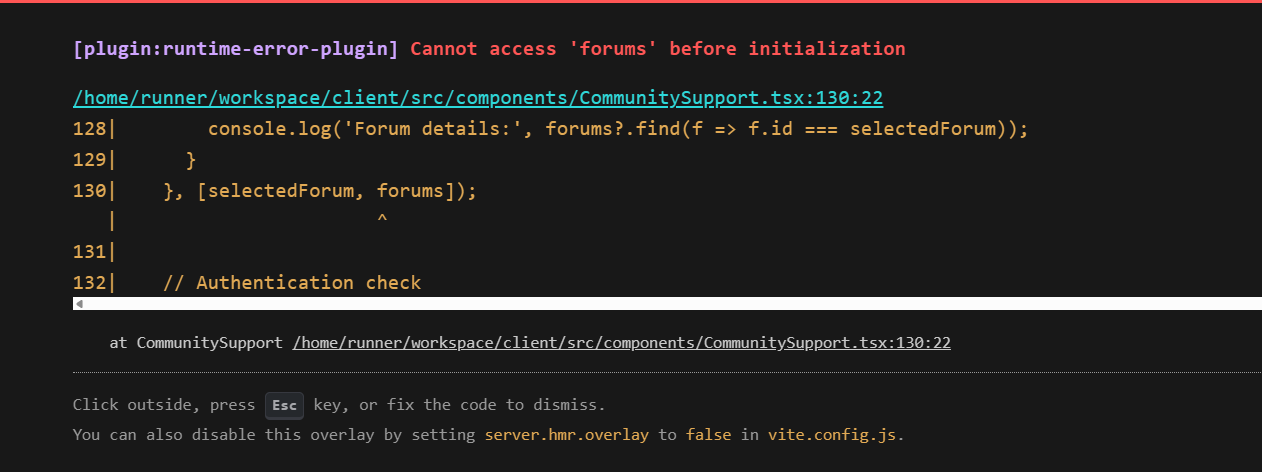 [plugin:runtime-error-plugin] Cannot access 'forums' before initialization
/home/runner/workspace/client/src/components/CommunitySupport.tsx:130:22
128|        console.log('Forum details:', forums?.find(f => f.id === selectedForum));
129|      }
130|    }, [selectedForum, forums]);
   |                       ^
131|
132|    // Authentication check
at CommunitySupport /home/runner/workspace/client/src/components/CommunitySupport.tsx:130:22
Click outside, press Esc key, or fix the code to dismiss.
You can also disable this overlay by setting server.hmr.overlay to false in vite.config.js.